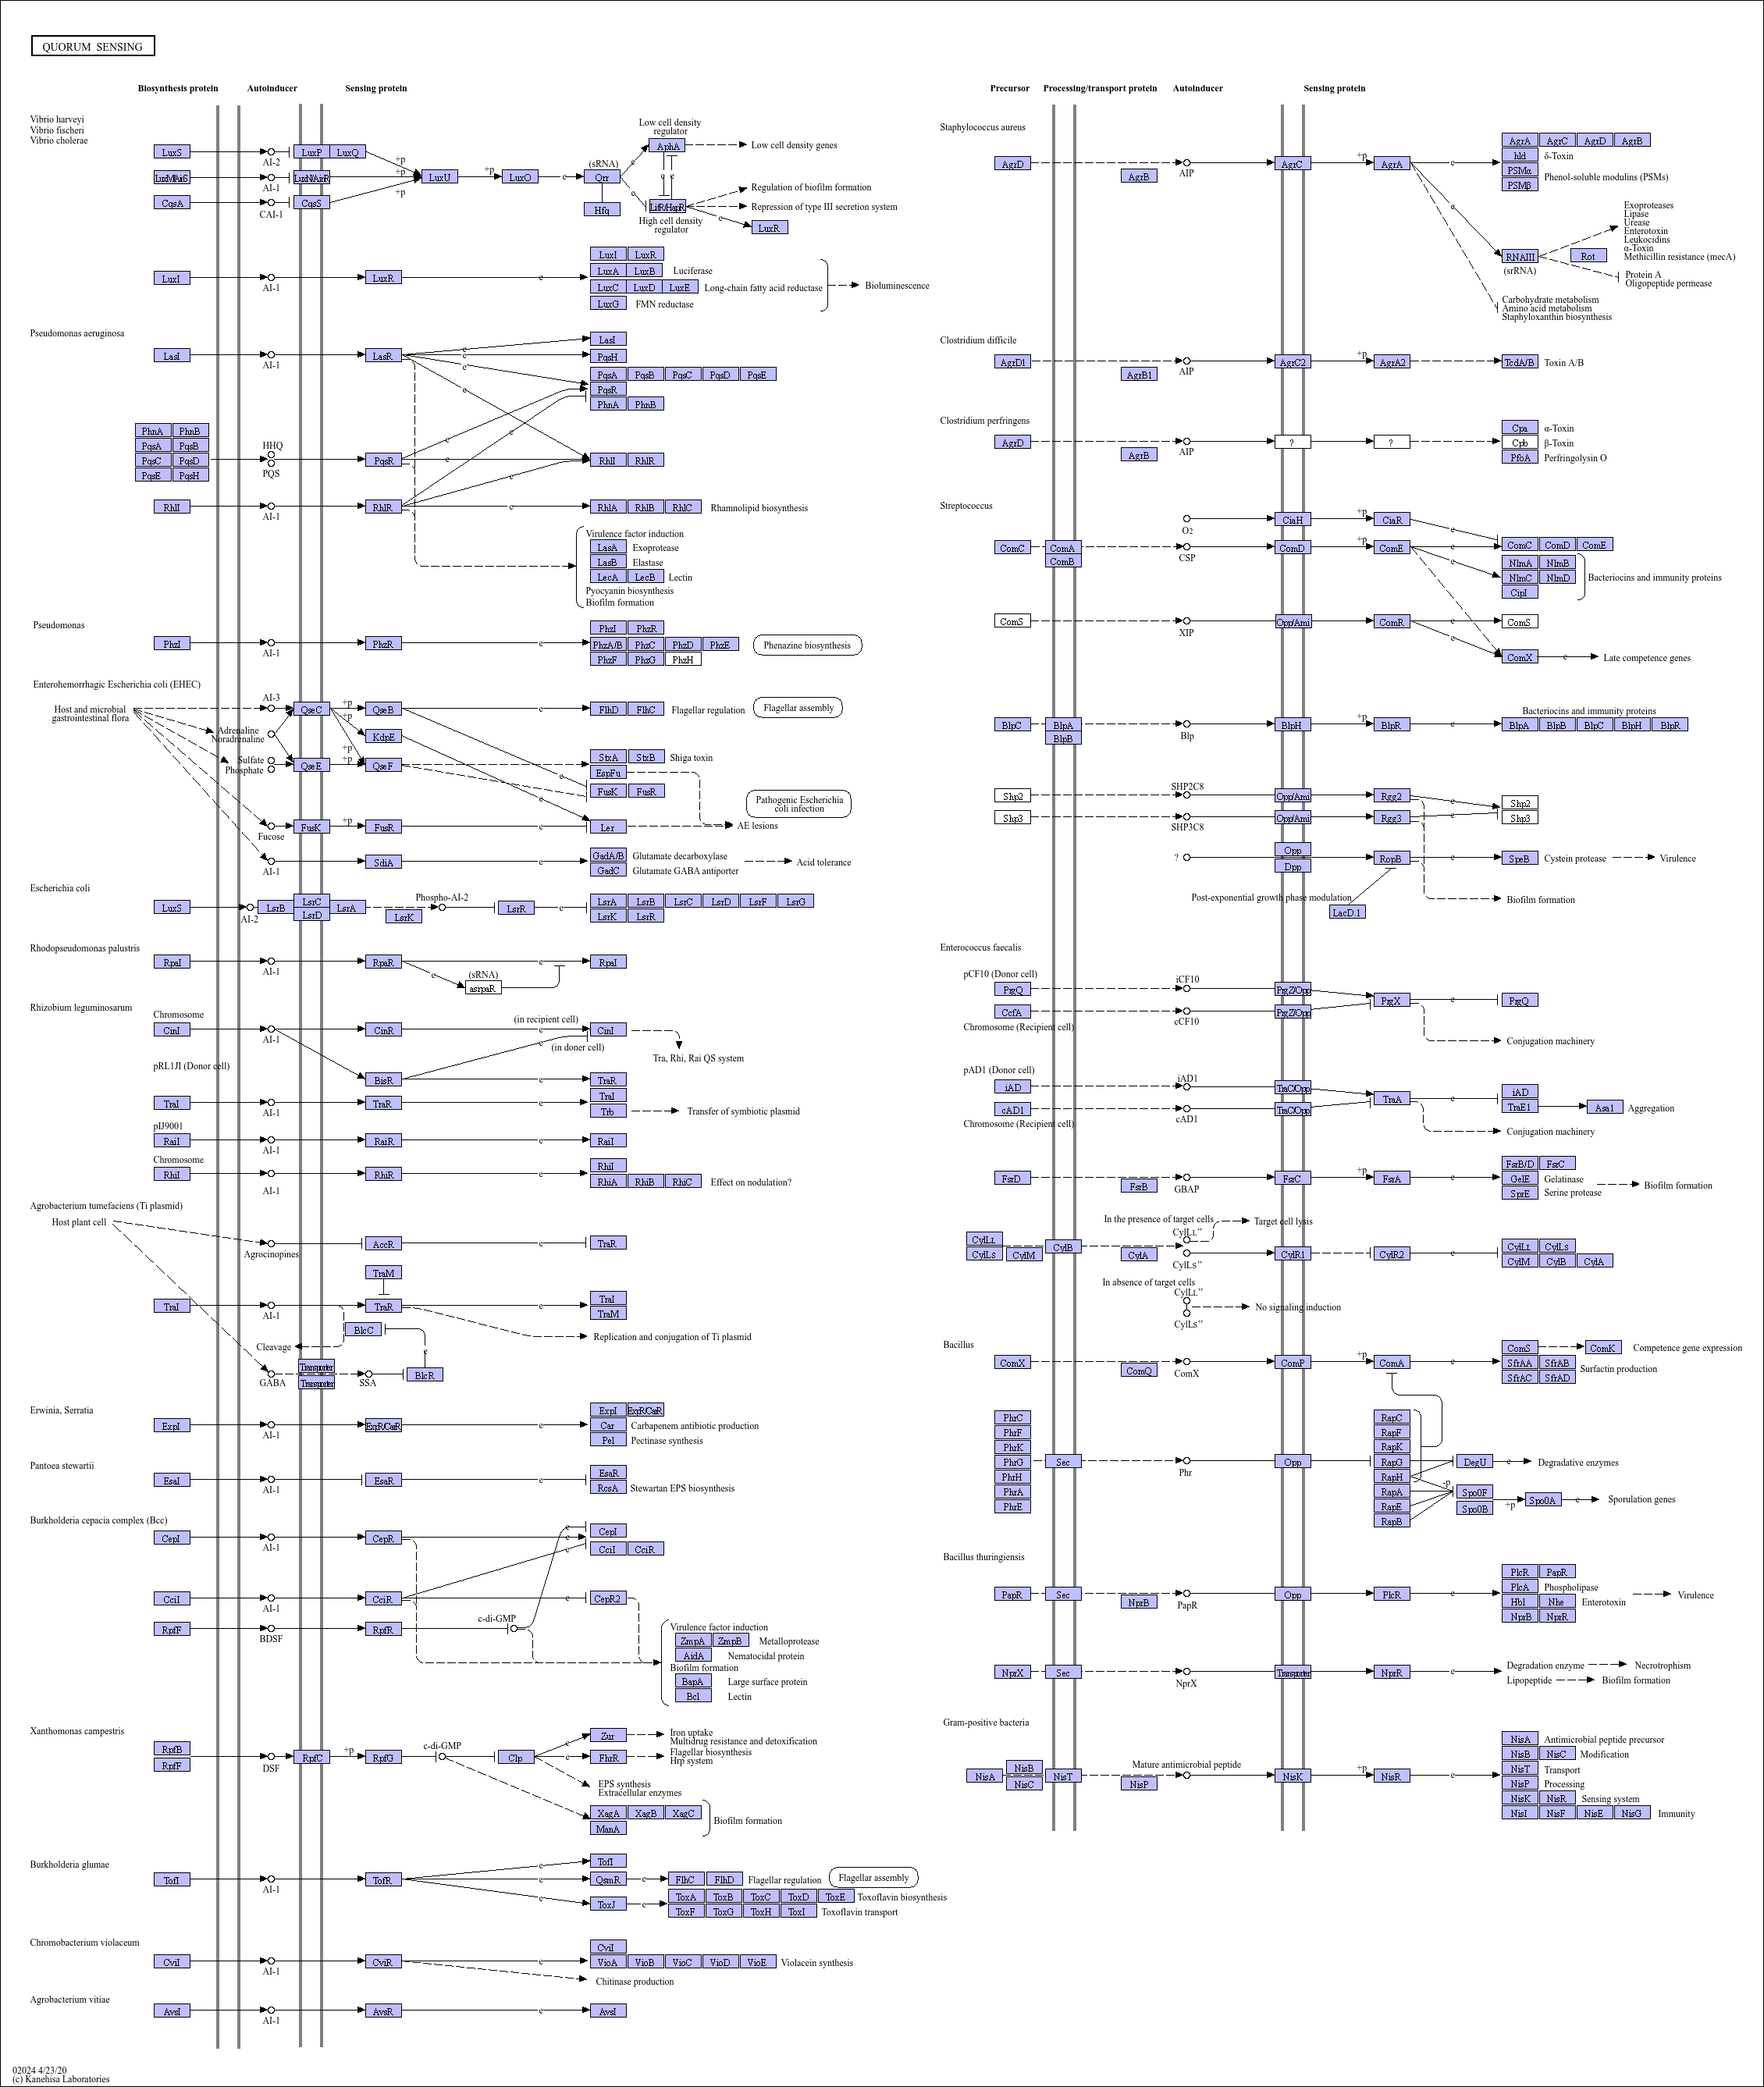 QUORUM SENSING
Biosynthesis protein
Autoinducer
Sensing protein
Vibrio harveyi
Vibrio fischeri
Vibrio cholerae
Low cell density
regulator
LuxS
AI-2
LuxP
LuxQ
+p
(sRNA)
AphA
Low cell density genes
AI-1
+p
LuxU
+p
LuxO
e
Qrr
e
e
e
e
Regulation of biofilm formation
CqsA
CAI-1
CqsS
+p
Hfq
Repression of type III secretion system
High cell density
regulator
e
LuxR
LuxI
AI-1
LuxR
e
LuxI
LuxR
LuxA
LuxB
Luciferase
LuxC
LuxD
LuxE
Long-chain fatty acid reductase
LuxG
FMN reductase
Bioluminescence
Pseudomonas aeruginosa
LasI
AI-1
LasR
e
e
e
e
LasI
PqsH
PqsA
PqsB
PqsC
PqsD
PqsE
PqsR
PhnA
PhnB
PhnA
PhnB
PqsA
PqsB
PqsC
PqsD
PqsE
PqsH
HHQ
PQS
PqsR
e
e
e
RhlI
RhlR
RhlI
AI-1
RhlR
e
e
RhlA
RhlB
RhlC
Rhamnolipid biosynthesis
Virulence factor induction
LasA
Exoprotease
LasB
Elastase
LecA
LecB
Lectin
Pyocyanin biosynthesis
Biofilm formation
Pseudomonas
PhzI
AI-1
PhzR
e
PhzI
PhzR
PhzA/B
PhzC
PhzD
PhzE
PhzF
PhzG
PhzH
Phenazine biosynthesis
Enterohemorrhagic Escherichia coli (EHEC)
Host and microbial
gastrointestinal flora
AI-3
QseC
+p
+p
QseB
e
FlhD
FlhC
Flagellar regulation
Flagellar assembly
Adrenaline
Noradrenaline
KdpE
Sulfate
Phosphate
QseE
+p
+p
QseF
e
e
StxA
StxB
Shiga toxin
EspFu
FusK
FusR
Pathogenic Escherichia
coli infection
Fucose
FusK
+p
FusR
e
Ler
AE lesions
AI-1
SdiA
e
GadA/B
Glutamate decarboxylase
GadC
Glutamate GABA antiporter
Acid tolerance
Escherichia coli
LuxS
AI-2
LsrB
LsrC
LsrD
LsrA
LsrK
Phospho-AI-2
LsrR
e
LsrA
LsrB
LsrC
LsrD
LsrF
LsrG
LsrK
LsrR
Rhodopseudomonas palustris
RpaI
AI-1
RpaR
e
e
(sRNA)
asrpaR
RpaI
Rhizobium leguminosarum
Chromosome
CinI
AI-1
CinR
(in recipient cell)
e
e
(in doner cell)
CinI
Tra, Rhi, Rai QS system
pRL1JI (Donor cell)
BisR
e
TraR
TraI
AI-1
TraR
e
TraI
Trb
Transfer of symbiotic plasmid
pIJ9001
RaiI
AI-1
RaiR
e
RaiI
Chromosome
RhiI
AI-1
RhiR
e
RhiI
RhiA
RhiB
RhiC
Effect on nodulation?
Agrobacterium tumefaciens (Ti plasmid)
Host plant cell
Agrocinopines
AccR
e
TraR
TraM
TraI
AI-1
TraR
e
TraI
TraM
BlcC
Replication and conjugation of Ti plasmid
Cleavage
e
GABA
Transporter
Transporter
SSA
BlcR
Erwinia, Serratia
ExpI
AI-1
ExpR/CarR
e
ExpI
ExpR/CarR
Car
Carbapenem antibiotic production
Pel
Pectinase synthesis
Pantoea stewartii
EsaI
AI-1
EsaR
e
EsaR
RcsA
Stewartan EPS biosynthesis
Burkholderia cepacia complex (Bcc)
CepI
AI-1
CepR
e
e
e
CepI
CciI
CciR
CciI
AI-1
CciR
e
CepR2
RpfF
BDSF
RpfR
c-di-GMP
Virulence factor induction
ZmpA
ZmpB
Metalloprotease
AidA
Nematocidal protein
Biofilm formation
BapA
Large surface protein
Bcl
Lectin
Xanthomonas campestris
RpfB
RpfF
DSF
RpfC
+p
RpfG
c-di-GMP
Clp
e
e
Zur
Iron uptake
Multidrug resistance and detoxification
FhrR
Flagellar biosynthesis
Hrp system
EPS synthesis
Extracellular enzymes
XagA
XagB
XagC
ManA
Biofilm formation
Burkholderia glumae
TofI
AI-1
TofR
e
e
e
TofI
QsmR
e
FlhC
FlhD
Flagellar regulation
Flagellar assembly
ToxJ
e
ToxA
ToxB
ToxC
ToxD
ToxE
Toxoflavin biosynthesis
ToxF
ToxG
ToxH
ToxI
Toxoflavin transport
Chromobacterium violaceum
CviI
AI-1
CviR
e
CviI
VioA
VioB
VioC
VioD
VioE
Violacein synthesis
Chitinase production
Agrobacterium vitiae
AvsI
AI-1
AvsR
e
AvsI
02024 4/23/20
(c) Kanehisa Laboratories
Precursor
Processing/transport protein
Autoinducer
Sensing protein
Staphylococcus aureus
AgrD
AgrB
AIP
AgrC
+p
AgrA
e
e
AgrA
AgrC
AgrD
AgrB
hld
δ-Toxin
PSMα
PSMβ
Phenol-soluble modulins (PSMs)
RNAIII
(srRNA)
Rot
Exoproteases
Lipase
Urease
Enterotoxin
Leukocidins
α-Toxin
Methicillin resistance (mecA)
Protein A
Oligopeptide permease
Carbohydrate metabolism
Amino acid metabolism
Staphyloxanthin biosynthesis
Clostridium difficile
AgrD1
AgrB1
AIP
AgrC2
+p
AgrA2
TcdA/B
Toxin A/B
Clostridium perfringens
AgrD
AgrB
AIP
?
?
Cpa
α-Toxin
Cpb
β-Toxin
PfoA
Perfringolysin O
Streptococcus
O2
CiaH
+p
CiaR
e
ComC
ComA
ComB
CSP
ComD
+p
ComE
e
e
ComC
ComD
ComE
NlmA
NlmB
NlmC
NlmD
CipI
Bacteriocins and immunity proteins
ComS
XIP
Opp/Ami
ComR
e
e
ComS
ComX
e
Late competence genes
BlpC
BlpA
BlpB
Blp
BlpH
+p
BlpR
e
Bacteriocins and immunity proteins
BlpA
BlpB
BlpC
BlpH
BlpR
Shp2
SHP2C8
Opp/Ami
Rgg2
e
Shp2
Shp3
SHP3C8
Opp/Ami
Rgg3
e
Shp3
?
Opp
Dpp
RopB
e
SpeB
Cystein protease
Virulence
Post-exponential growth phase modulation
LacD.1
Biofilm formation
Enterococcus faecalis
pCF10 (Donor cell)
PrgQ
iCF10
PrgZ/Opp
PrgX
e
PrgQ
CcfA
cCF10
PrgZ/Opp
Chromosome (Recipient cell)
Conjugation machinery
pAD1 (Donor cell)
iAD
iAD1
TraC/Opp
TraA
e
iAD
TraE1
Asa1
Aggregation
cAD1
cAD1
TraC/Opp
Chromosome (Recipient cell)
Conjugation machinery
FsrD
FsrB
GBAP
FsrC
+p
FsrA
e
FsrB/D
FsrC
GelE
Gelatinase
SprE
Serine protease
Biofilm formation
In the presence of target cells
Target cell lysis
CylLL
CylLS
CylM
CylB
CylA
CylLL"
CylLS"
CylR1
CylR2
e
CylLL
CylLS
CylM
CylB
CylA
In absence of target cells
CylLL"
CylLS"
No signaling induction
Bacillus
ComX
ComQ
ComX
ComP
+p
ComA
e
ComS
ComK
Competence gene expression
SrfAA
SrfAB
SrfAC
SrfAD
Surfactin production
PhrC
PhrF
PhrK
PhrG
PhrH
PhrA
PhrE
Sec
Phr
Opp
RapC
RapF
RapK
RapG
RapH
RapA
RapE
RapB
-p
DegU
e
Degradative enzymes
Spo0F
Spo0B
+p
Spo0A
e
Sporulation genes
Bacillus thuringiensis
PapR
Sec
NprB
PapR
Opp
PlcR
e
PlcR
PapR
PlcA
Phospholipase
Hbl
Nhe
Enterotoxin
NprB
NprR
Virulence
NprX
Sec
NprX
Transporter
NprR
e
Degradation enzyme
Necrotrophism
Lipopeptide
Biofilm formation
Gram-positive bacteria
NisA
NisB
NisC
NisT
NisP
Mature antimicrobial peptide
NisK
+p
NisR
e
NisA
Antimicrobial peptide precursor
NisB
NisC
Modification
NisT
Transport
NisP
Processing
NisK
NisR
Sensing system
NisI
NisF
NisE
NisG
Immunity